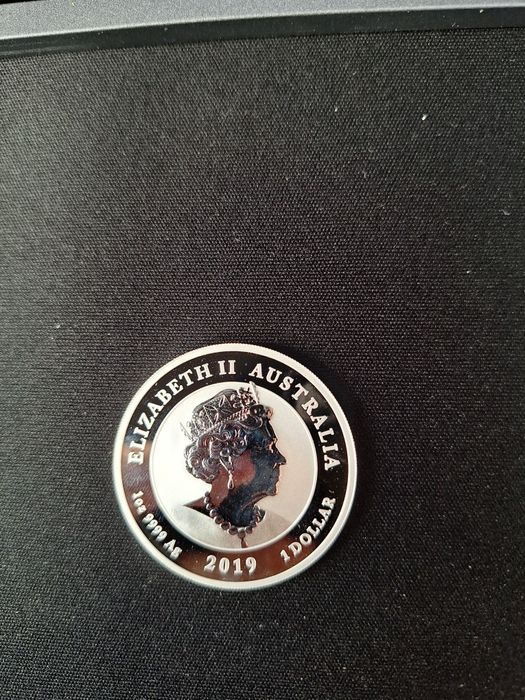 ELIZABETH II AUSTRALIA
1oz 9999 Ag 2019 1 DOLLAR